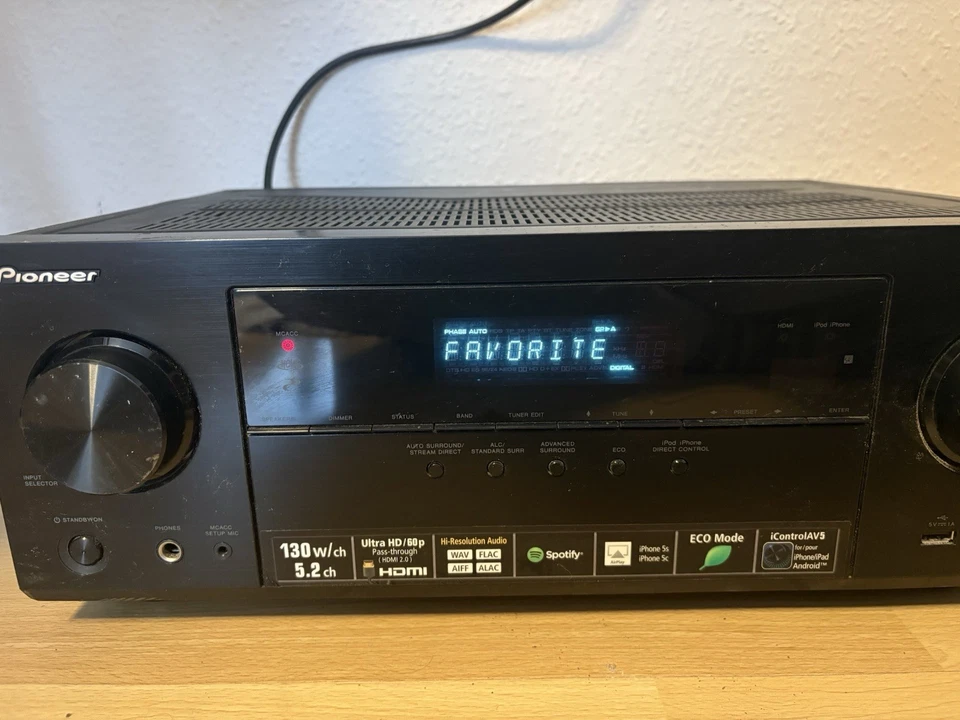 Pioneer
MCACC
HDMI
iPod iPhone
PHASE AUTO
FAVORITE
DIGITAL
DIMMER
STATUS
BAND
TUNER EDIT
TUNE
PRESET
ENTER
AUTO SURROUND/
STREAM DIRECT
ALC/
STANDARD SURR
ADVANCED
SURROUND
ECO
iPod iPhone
DIRECT CONTROL
INPUT
SELECTOR
STANDBY/ON
PHONES
MCACC
SETUP MIC
5V⎓1A
130 W/ch
5.2 ch
Ultra HD/60p
Pass-through
(HDMI 2.0)
HDMI
Hi-Resolution Audio
WAV FLAC
AIFF ALAC
Spotify
AirPlay
iPhone 5s
iPhone 5c
ECO Mode
iControlAV5
for/pour
iPhone/iPad
Android™